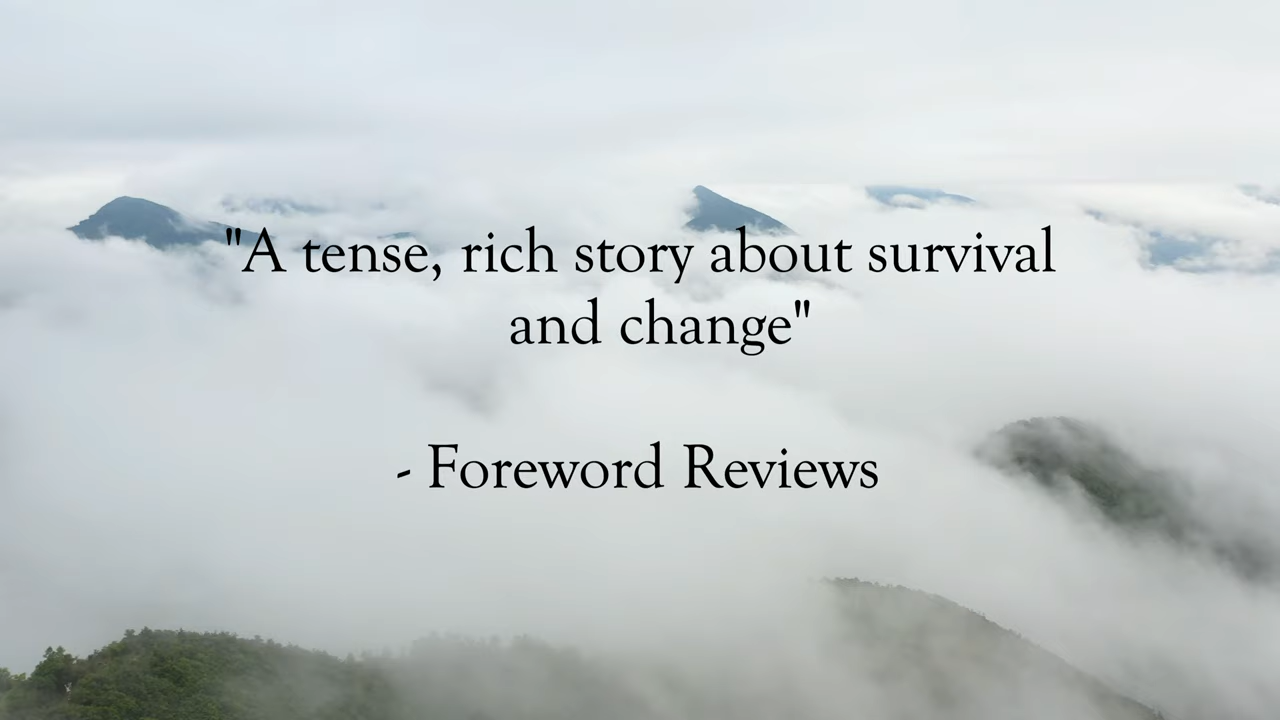 "A tense, rich story about survival
and change"
- Foreword Reviews